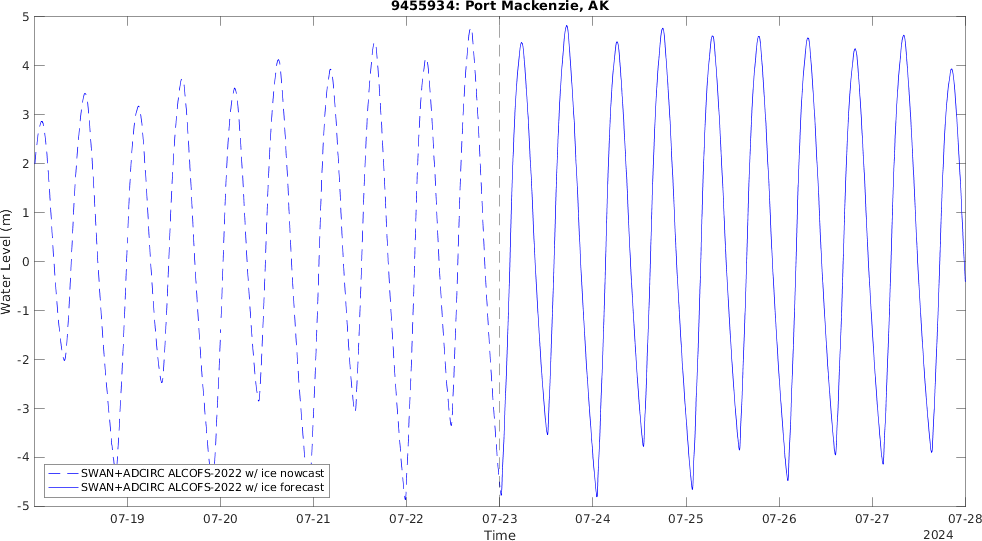 9455934: Port Mackenzie, AK
Water Level (m)
5
4
3
2
1
0
-1
-2
-3
-4
-5
SWAN+ADCIRC ALCOFS-2022 w/ ice nowcast
SWAN+ADCIRC ALCOFS-2022 w/ ice forecast
07-19 07-20 07-21 07-22 07-23 07-24 07-25 07-26 07-27 07-28
Time
2024